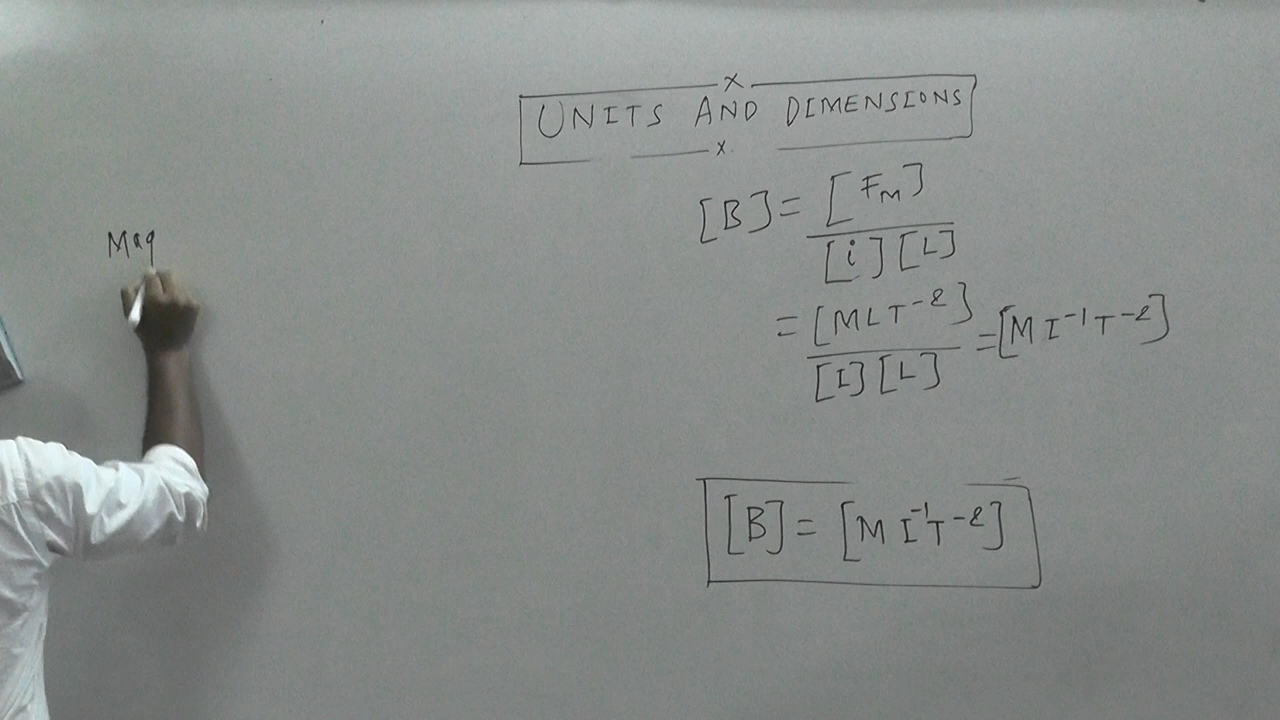 UNITS AND DIMENSIONS
Mag
[B] = [F_M] / [i][L]
= [MLT^-2] / [I][L] = [M I^-1 T^-2]
[B] = [M I^-1 T^-2]